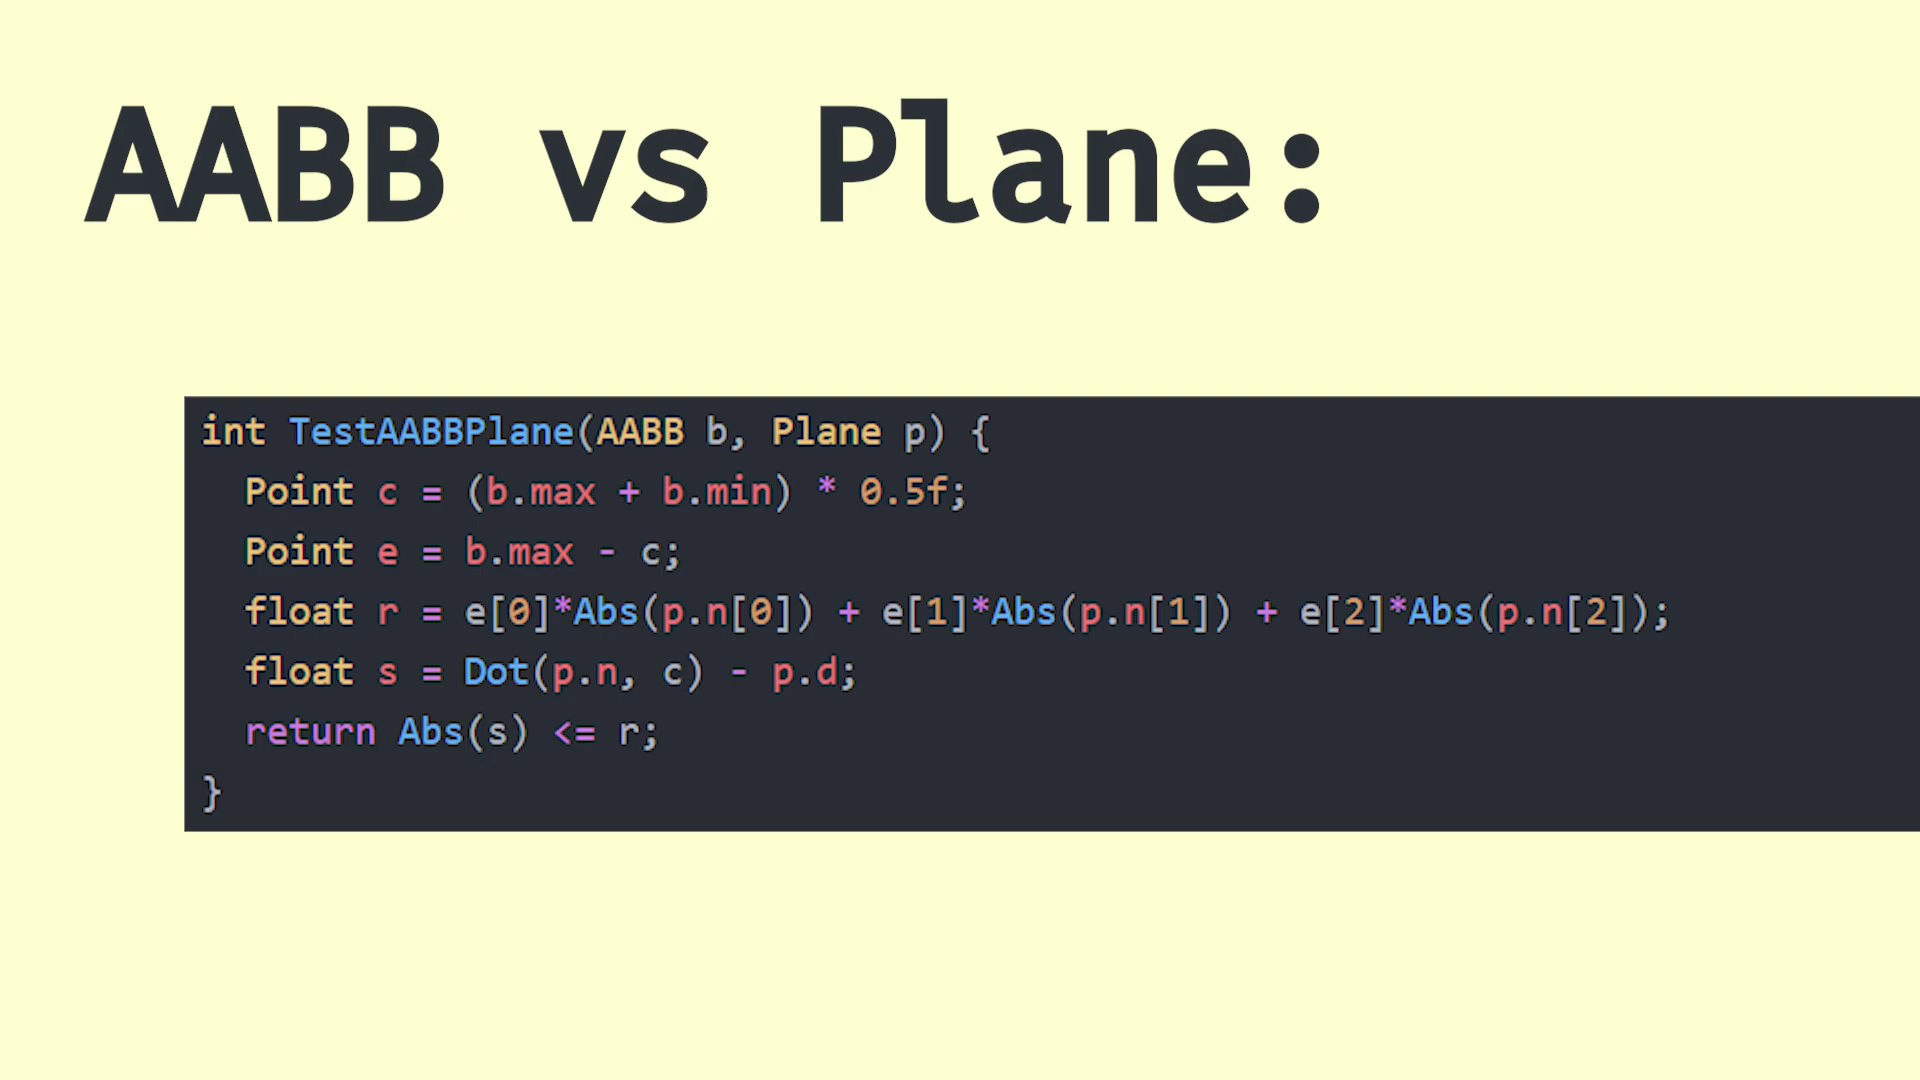 AABB vs Plane:
int TestAABBPlane(AABB b, Plane p) {
  Point c = (b.max + b.min) * 0.5f;
  Point e = b.max - c;
  float r = e[0]*Abs(p.n[0]) + e[1]*Abs(p.n[1]) + e[2]*Abs(p.n[2]);
  float s = Dot(p.n, c) - p.d;
  return Abs(s) <= r;
}